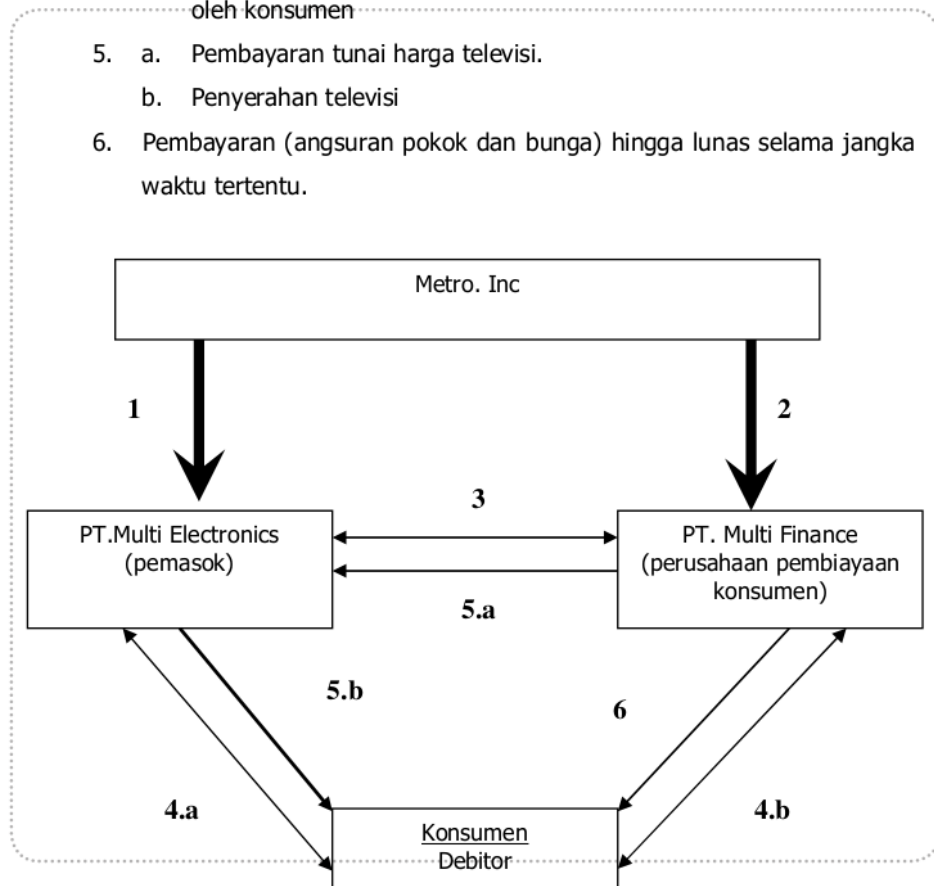 oleh konsumen
5. a. Pembayaran tunai harga televisi.
b. Penyerahan televisi
6. Pembayaran (angsuran pokok dan bunga) hingga lunas selama jangka
waktu tertentu.
Metro. Inc
1
2
3
PT.Multi Electronics
(pemasok)
PT. Multi Finance
(perusahaan pembiayaan
konsumen)
5.a
5.b
6
4.a
4.b
Konsumen
Debitor